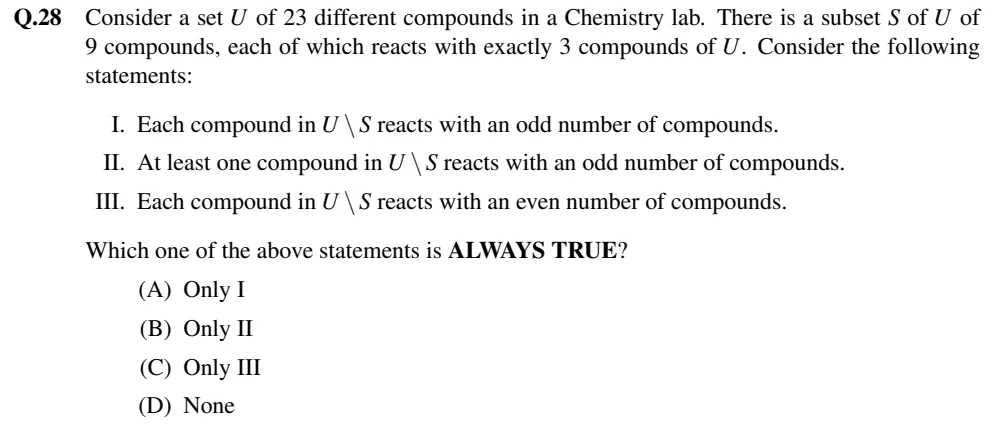 Q.28 Consider a set U of 23 different compounds in a Chemistry lab. There is a subset S of U of
9 compounds, each of which reacts with exactly 3 compounds of U. Consider the following
statements:
I. Each compound in U \ S reacts with an odd number of compounds.
II. At least one compound in U \ S reacts with an odd number of compounds.
III. Each compound in U \ S reacts with an even number of compounds.
Which one of the above statements is ALWAYS TRUE?
(A) Only I
(B) Only II
(C) Only III
(D) None